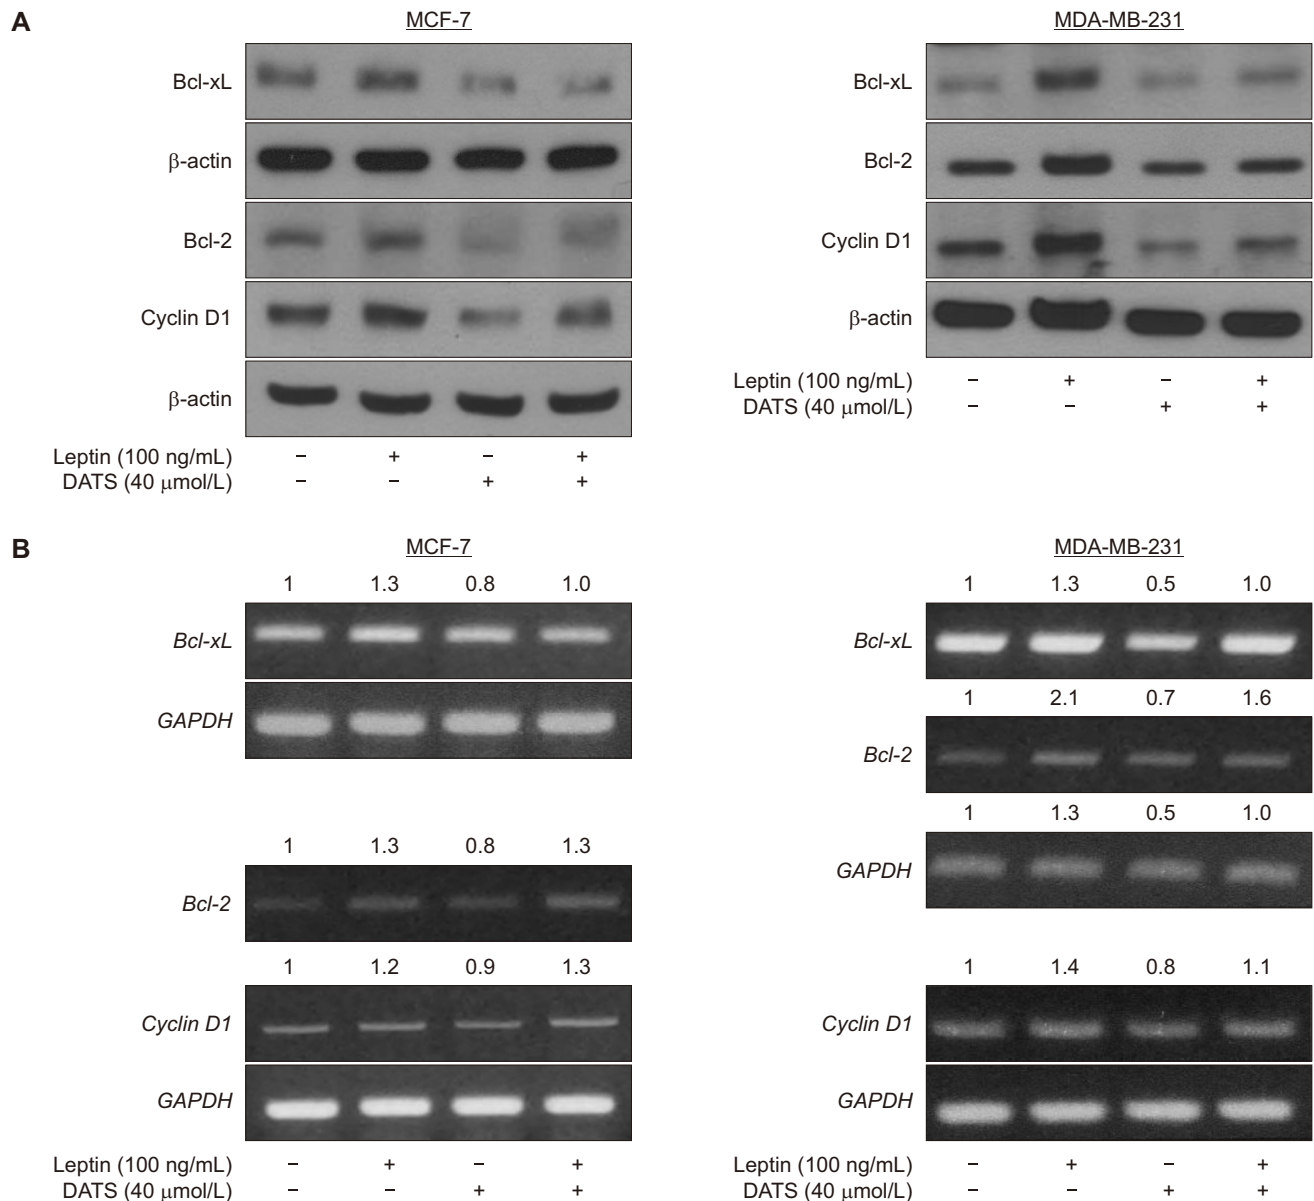 A
MCF-7
Bcl-xL
β-actin
Bcl-2
Cyclin D1
β-actin
Leptin (100 ng/mL) – + – +
DATS (40 μmol/L) – – + +
MDA-MB-231
Bcl-xL
Bcl-2
Cyclin D1
β-actin
Leptin (100 ng/mL) – + – +
DATS (40 μmol/L) – – + +
B
MCF-7
1 1.3 0.8 1.0
Bcl-xL
GAPDH
1 1.3 0.8 1.3
Bcl-2
1 1.2 0.9 1.3
Cyclin D1
GAPDH
Leptin (100 ng/mL) – + – +
DATS (40 μmol/L) – – + +
MDA-MB-231
1 1.3 0.5 1.0
Bcl-xL
1 2.1 0.7 1.6
Bcl-2
1 1.3 0.5 1.0
GAPDH
1 1.4 0.8 1.1
Cyclin D1
GAPDH
Leptin (100 ng/mL) – + – +
DATS (40 μmol/L) – – + +